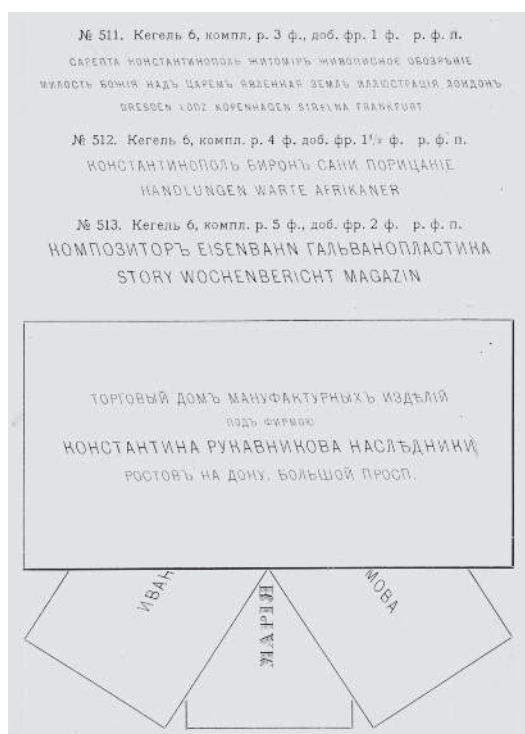 № 511. Кегель 6, компл. р. 3 ф., доб. фр. 1 ф. р. ф. п.
САРЕПТА КОНСТАНТИНОПОЛЬ ЖИТОМІРЪ ЖИВОПИСНОЕ ОБОЗРѢНІЕ
МИЛОСТЬ БОЖІЯ НАДЪ ЦАРЕМЪ ЯВЛЕННАЯ ЗЕМЛЬ ИЛЛЮСТРАЦІЯ ЛОНДОНЪ
DRESDEN LODZ KOPENHAGEN STRELNA FRANKFURT
№ 512. Кегель 6, компл. р. 4 ф. доб. фр. 1½ ф. р. ф. п.
КОНСТАНТИНОПОЛЬ БИРОНЪ САНИ ПОРИЦАНІЕ
HANDLUNGEN WARTE AFRIKANER
№ 513. Кегель 6, компл. р. 5 ф., доб. фр. 2 ф. р. ф. п.
КОМПОЗИТОРЪ EISENBAHN ГАЛЬВАНОПЛАСТИКА
STORY WOCHENBERICHT MAGAZIN
ТОРГОВЫЙ ДОМЪ МАНУФАКТУРНЫХЪ ИЗДѢЛІЙ
ПОДЪ ФИРМОЮ
КОНСТАНТИНА РУКАВНИКОВА НАСЛѢДНИКИ
РОСТОВЪ НА ДОНУ, БОЛЬШОЙ ПРОСП.
ИВАН
МАРІЯ
МОВА